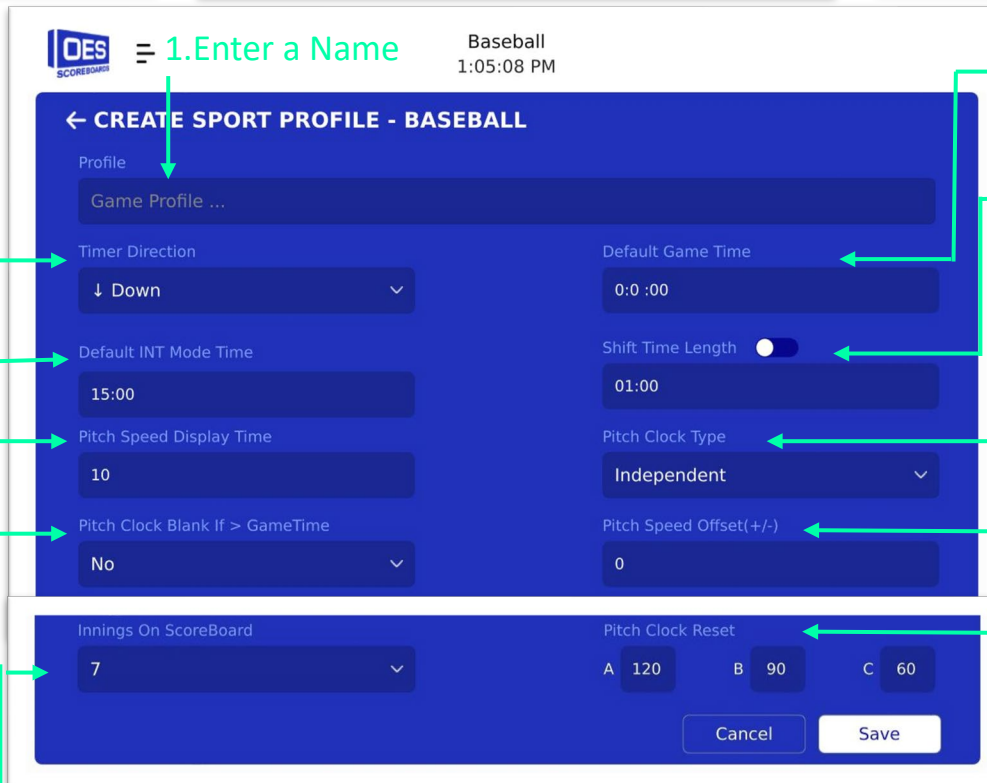 OES
SCOREBOARDS
1.Enter a Name
Baseball
1:05:08 PM
← CREATE SPORT PROFILE - BASEBALL
Profile
Game Profile ...
Timer Direction
Default Game Time
↓ Down
0:0 :00
Default INT Mode Time
Shift Time Length
15:00
01:00
Pitch Speed Display Time
Pitch Clock Type
10
Independent
Pitch Clock Blank If > GameTime
Pitch Speed Offset(+/-)
No
0
Innings On ScoreBoard
Pitch Clock Reset
7
A 120 B 90 C 60
Cancel Save